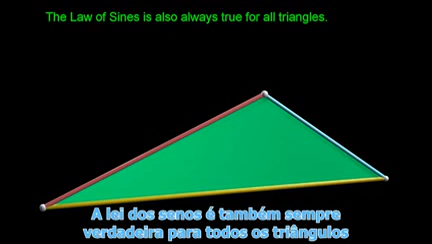 The Law of Sines is also always true for all triangles.
A lei dos senos é também sempre
verdadeira para todos os triângulos